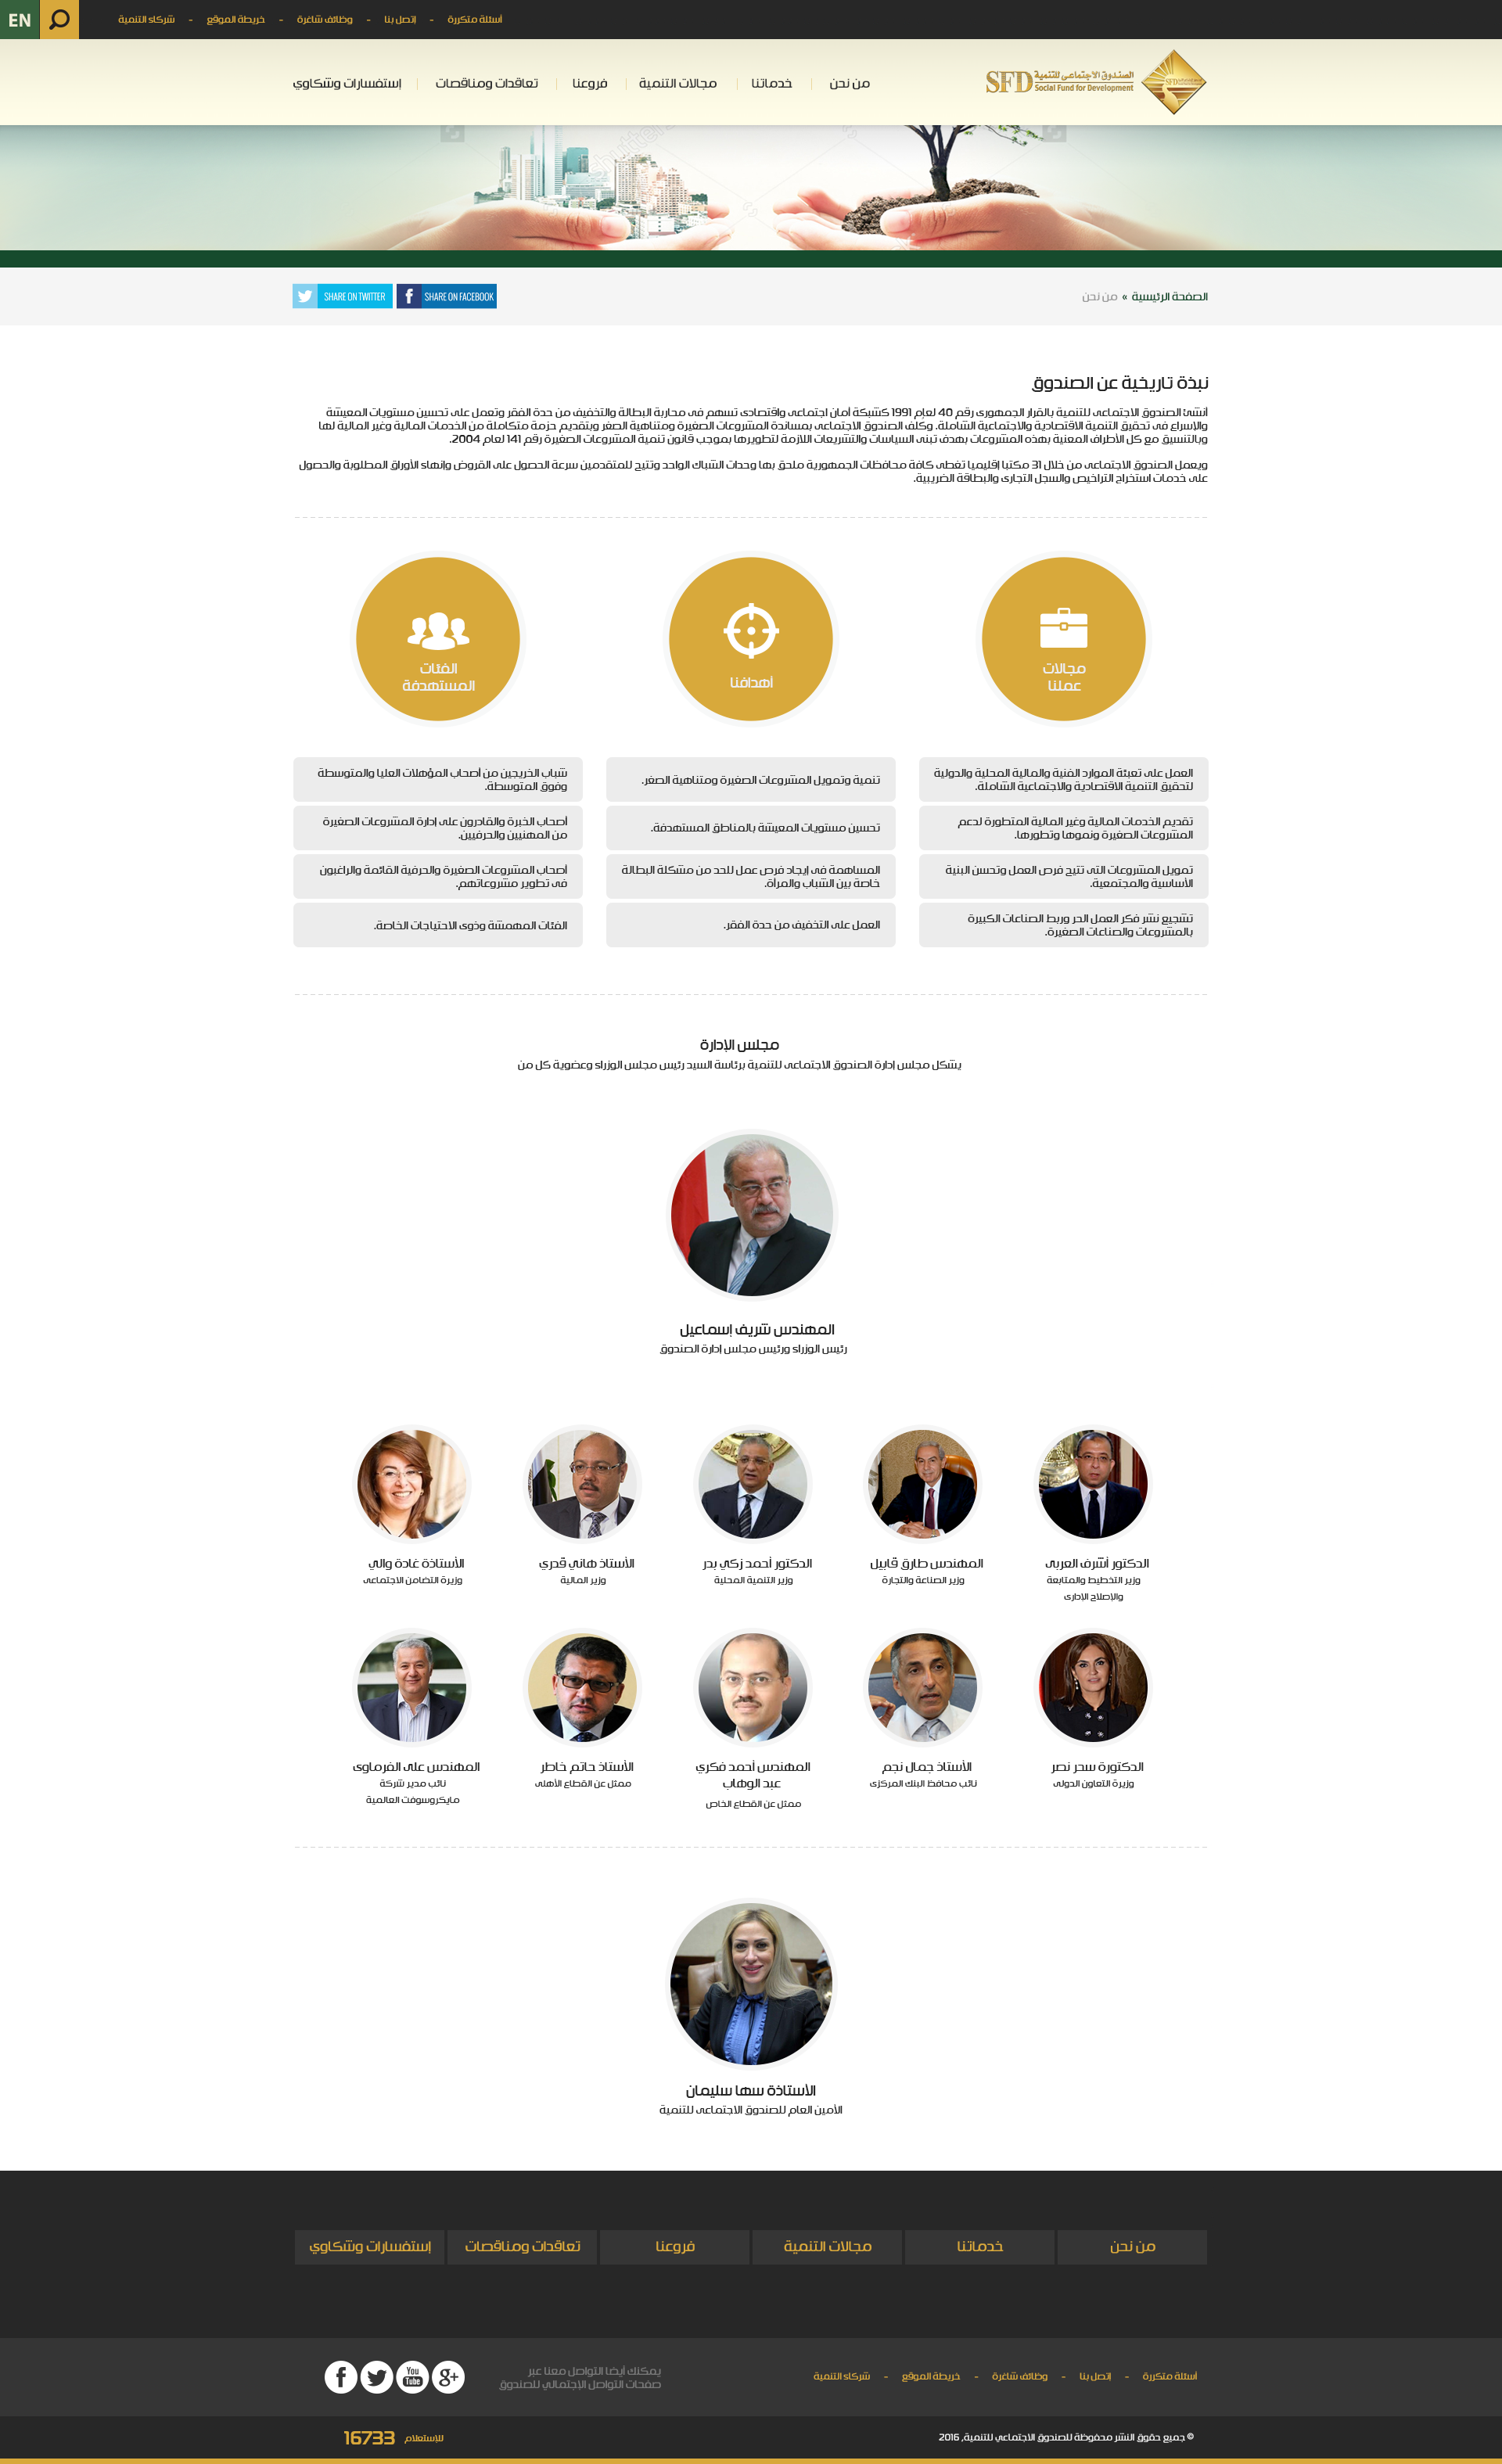 أسئلة متكررة - إتصل بنا - وظائف شاغرة - خريطة الموقع - شركاء التنمية
EN
الصندوق الاجتماعي للتنمية
Social Fund for Development
SFD
من نحن | خدماتنا | مجالات التنمية | فروعنا | تعاقدات ومناقصات | إستفسارات وشكاوي
الصفحة الرئيسية » من نحن
SHARE ON FACEBOOK
SHARE ON TWITTER
نبذة تاريخية عن الصندوق
أنشئ الصندوق الاجتماعى للتنمية بالقرار الجمهورى رقم 40 لعام 1991 كشبكة أمان اجتماعى واقتصادى تسهم فى محاربة البطالة والتخفيف من حدة الفقر وتعمل على تحسين مستويات المعيشة
والإسراع فى تحقيق التنمية الاقتصادية والاجتماعية الشاملة. وكلف الصندوق الاجتماعى بمساندة المشروعات الصغيرة ومتناهية الصغر وبتقديم حزمة متكاملة من الخدمات المالية وغير المالية لها
وبالتنسيق مع كل الأطراف المعنية بهذه المشروعات بهدف تبنى السياسات والتشريعات اللازمة لتطويرها بموجب قانون تنمية المشروعات الصغيرة رقم 141 لعام 2004.
ويعمل الصندوق الاجتماعى من خلال 31 مكتبا إقليميا تغطى كافة محافظات الجمهورية ملحق بها وحدات الشباك الواحد وتتيح للمتقدمين سرعة الحصول على القروض وإنهاء الأوراق المطلوبة والحصول
على خدمات استخراج التراخيص والسجل التجارى والبطاقة الضريبية.
مجالات
عملنا
العمل على تعبئة الموارد الفنية والمالية المحلية والدولية
لتحقيق التنمية الاقتصادية والاجتماعية الشاملة.
تقديم الخدمات المالية وغير المالية المتطورة لدعم
المشروعات الصغيرة ونموها وتطورها.
تمويل المشروعات التى تتيح فرص العمل وتحسن البنية
الأساسية والمجتمعية.
تشجيع نشر فكر العمل الحر وربط الصناعات الكبيرة
بالمشروعات والصناعات الصغيرة.
أهدافنا
تنمية وتمويل المشروعات الصغيرة ومتناهية الصغر.
تحسين مستويات المعيشة بالمناطق المستهدفة.
المساهمة فى إيجاد فرص عمل للحد من مشكلة البطالة
خاصة بين الشباب والمرأة.
العمل على التخفيف من حدة الفقر.
الفئات
المستهدفة
شباب الخريجين من أصحاب المؤهلات العليا والمتوسطة
وفوق المتوسطة.
أصحاب الخبرة والقادرون على إدارة المشروعات الصغيرة
من المهنيين والحرفيين.
أصحاب المشروعات الصغيرة والحرفية القائمة والراغبون
فى تطوير مشروعاتهم.
الفئات المهمشة وذوى الاحتياجات الخاصة.
مجلس الإدارة
يشكل مجلس إدارة الصندوق الاجتماعى للتنمية برئاسة السيد رئيس مجلس الوزراء وعضوية كل من
المهندس شريف إسماعيل
رئيس الوزراء ورئيس مجلس إدارة الصندوق
الدكتور أشرف العربى
وزير التخطيط والمتابعة
والإصلاح الإدارى
المهندس طارق قابيل
وزير الصناعة والتجارة
الدكتور أحمد زكي بدر
وزير التنمية المحلية
الأستاذ هاني قدري
وزير المالية
الأستاذة غادة والي
وزيرة التضامن الاجتماعى
الدكتورة سحر نصر
وزيرة التعاون الدولى
الأستاذ جمال نجم
نائب محافظ البنك المركزى
المهندس أحمد فكري
عبد الوهاب
ممثل عن القطاع الخاص
الأستاذ حاتم خاطر
ممثل عن القطاع الأهلى
المهندس على الفرماوى
نائب مدير شركة
مايكروسوفت العالمية
الأستاذة سها سليمان
الأمين العام للصندوق الاجتماعى للتنمية
من نحن
خدماتنا
مجالات التنمية
فروعنا
تعاقدات ومناقصات
إستفسارات وشكاوي
أسئلة متكررة - إتصل بنا - وظائف شاغرة - خريطة الموقع - شركاء التنمية
يمكنك أيضا التواصل معنا عبر
صفحات التواصل الإجتمالي للصندوق
You Tube
g+
© جميع حقوق النشر محفوظة للصندوق الاجتماعي للتنمية, 2016
للإستعلام 16733